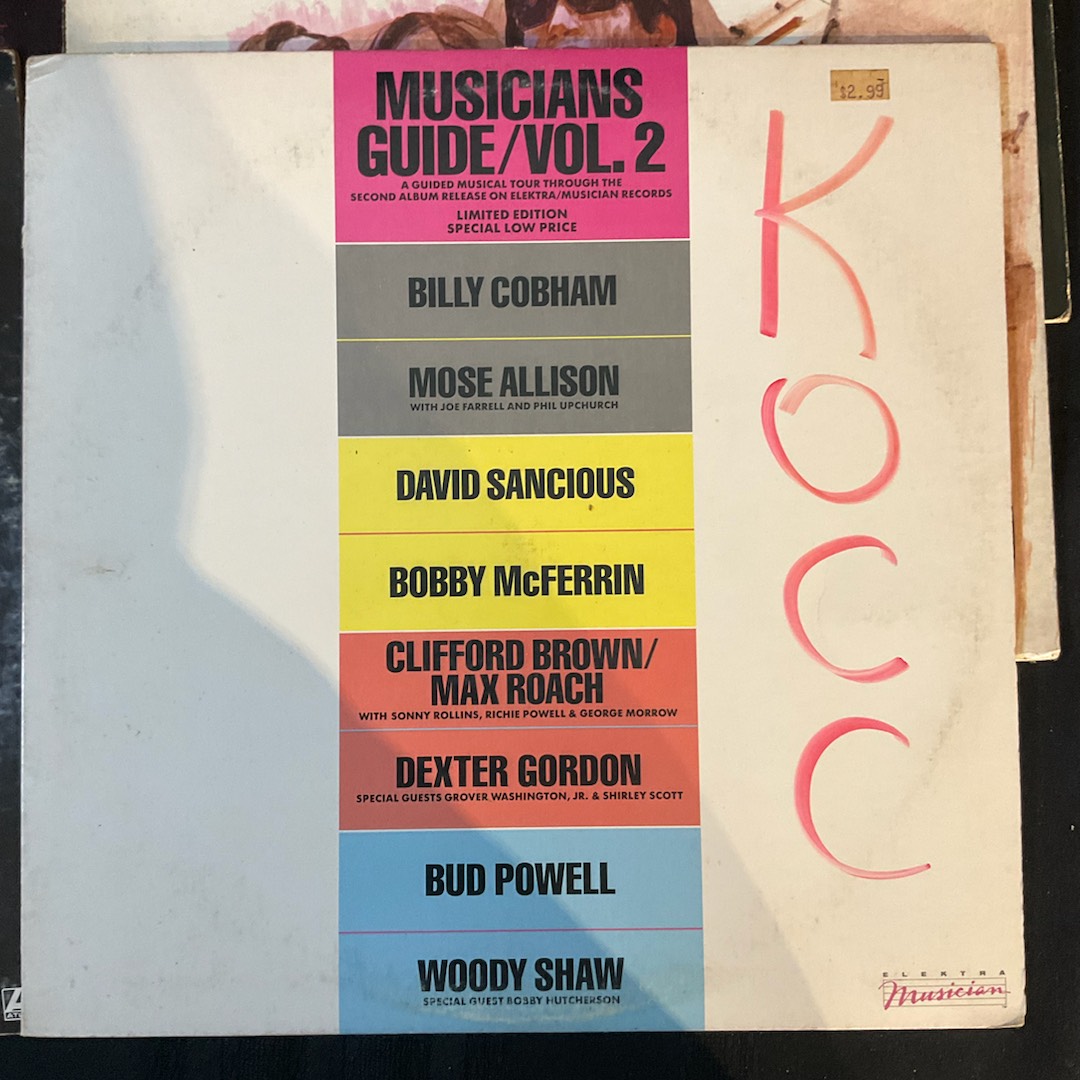 MUSICIANS
GUIDE/VOL. 2
A GUIDED MUSICAL TOUR THROUGH THE
SECOND ALBUM RELEASE ON ELEKTRA/MUSICIAN RECORDS
LIMITED EDITION
SPECIAL LOW PRICE
BILLY COBHAM
MOSE ALLISON
WITH JOE FARRELL AND PHIL UPCHURCH
DAVID SANCIOUS
BOBBY McFERRIN
CLIFFORD BROWN/
MAX ROACH
WITH SONNY ROLLINS, RICHIE POWELL & GEORGE MORROW
DEXTER GORDON
SPECIAL GUESTS GROVER WASHINGTON, JR. & SHIRLEY SCOTT
BUD POWELL
WOODY SHAW
SPECIAL GUEST BOBBY HUTCHERSON
$2.99
K
O
C
C
ELEKTRA
Musician